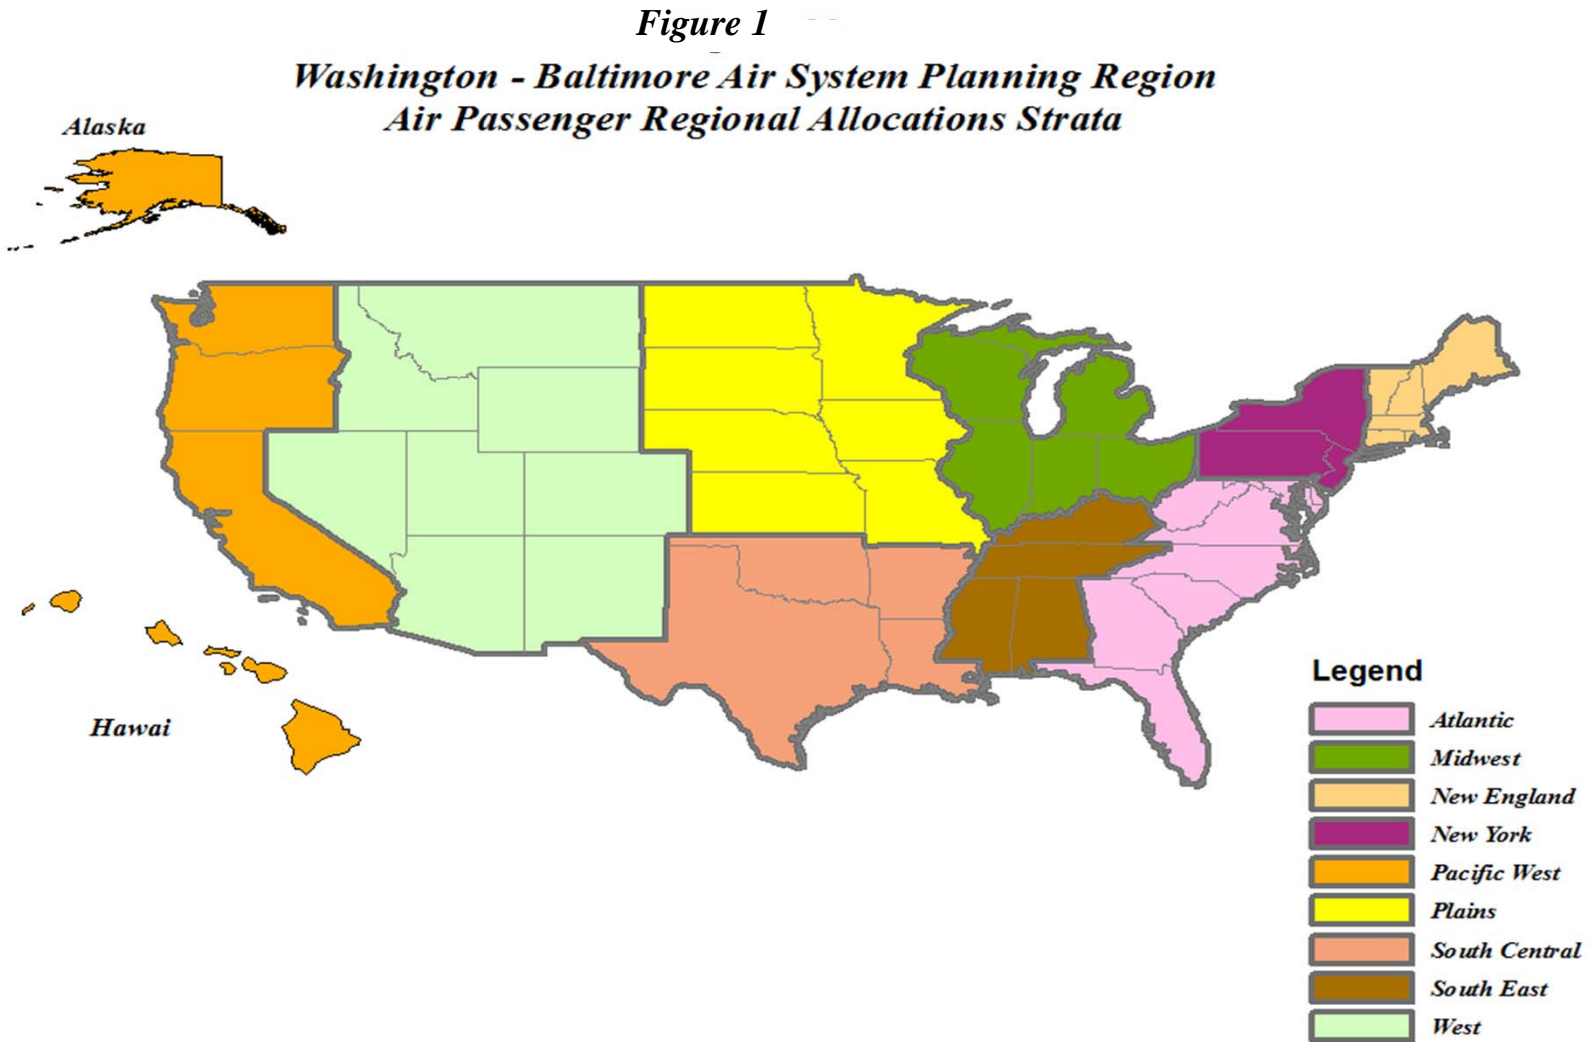 Figure 1
Washington - Baltimore Air System Planning Region
Air Passenger Regional Allocations Strata
Alaska
Hawai
Legend
Atlantic
Midwest
New England
New York
Pacific West
Plains
South Central
South East
West